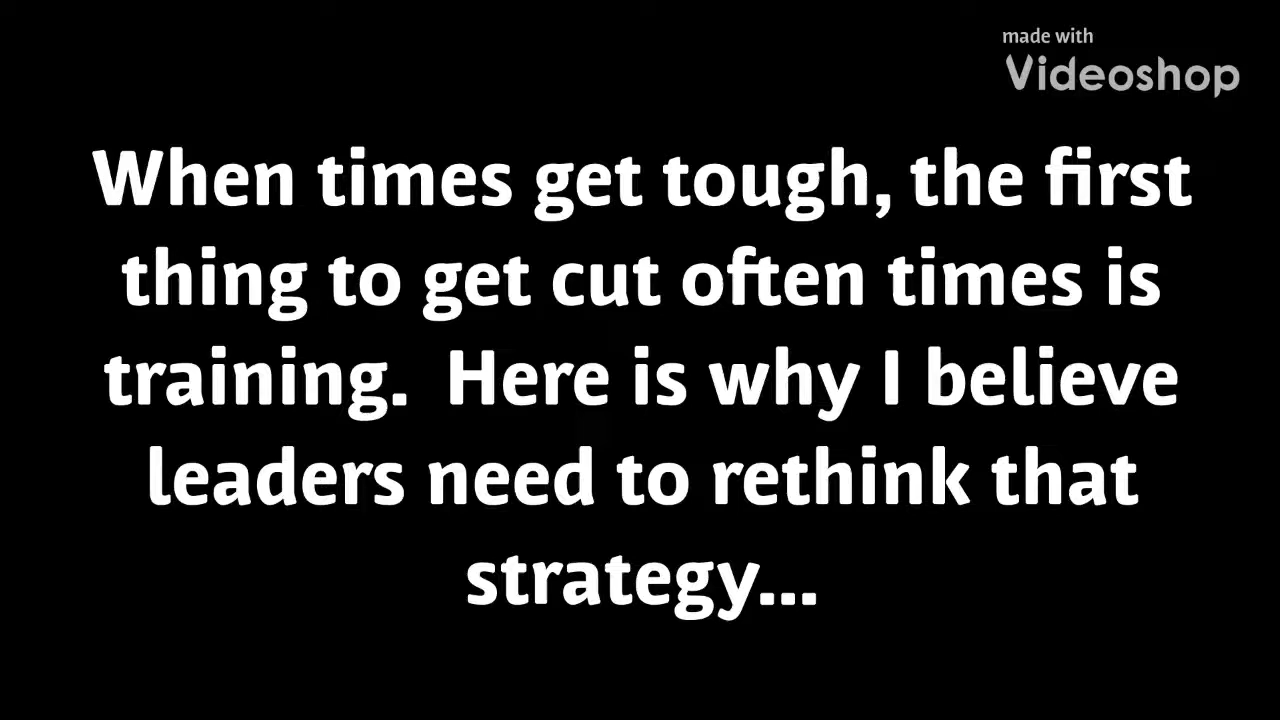 made with
Videoshop
When times get tough, the first
thing to get cut often times is
training.  Here is why I believe
leaders need to rethink that
strategy...